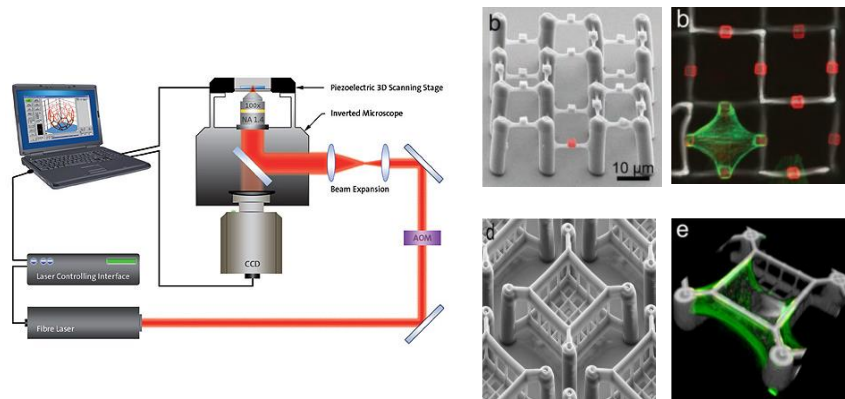 Piezoelectric 3D Scanning Stage
100x
NA 1.4
Inverted Microscope
Beam Expansion
AOM
CCD
Laser Controlling Interface
Fibre Laser
b
10 µm
b
d
e